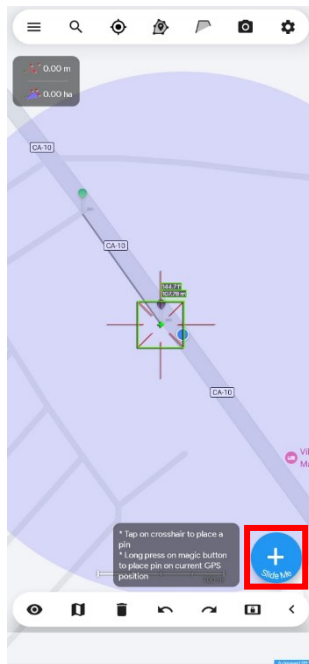 0.00 m
0.00 ha
CA-10
CA-10
CA-10
* Tap on crosshair to place a
pin
* Long press on magic button
to place pin on current GPS
position
Slide Me